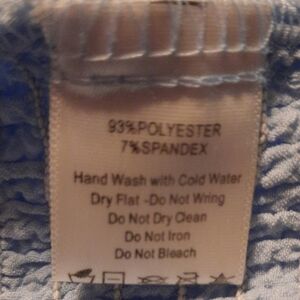 93%POLYESTER
7%SPANDEX
Hand Wash with Cold Water
Dry Flat -Do Not Wring
Do Not Dry Clean
Do Not Iron
Do Not Bleach